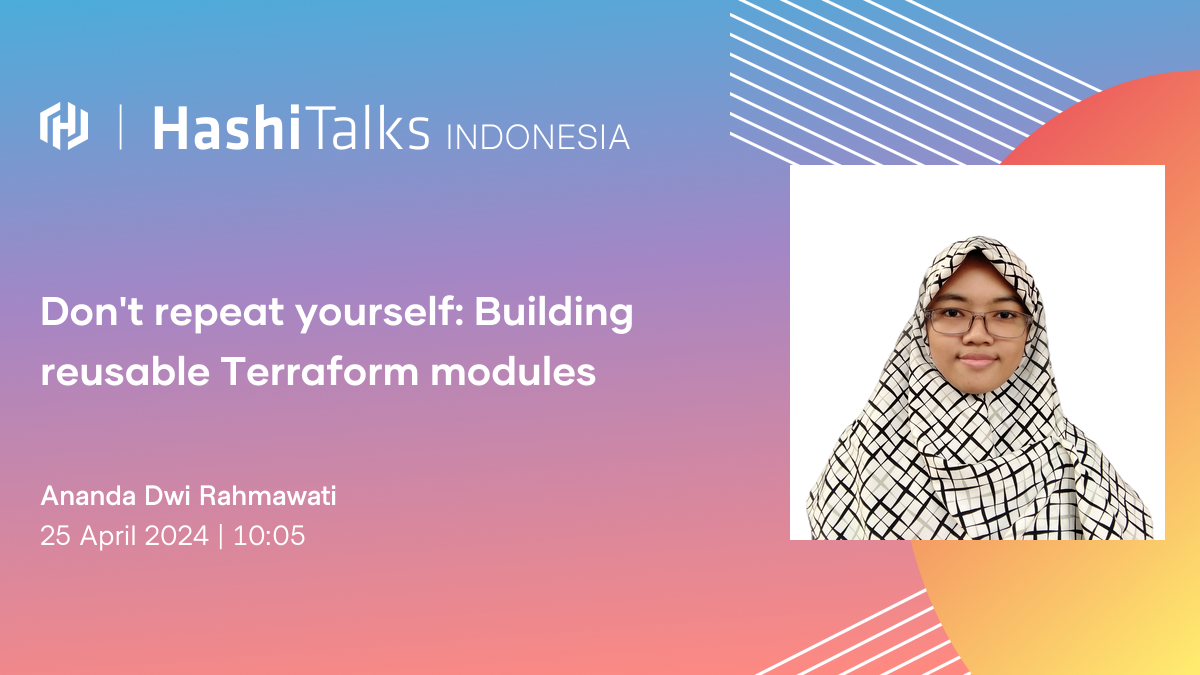 HashiTalks INDONESIA
Don't repeat yourself: Building
reusable Terraform modules
Ananda Dwi Rahmawati
25 April 2024 | 10:05